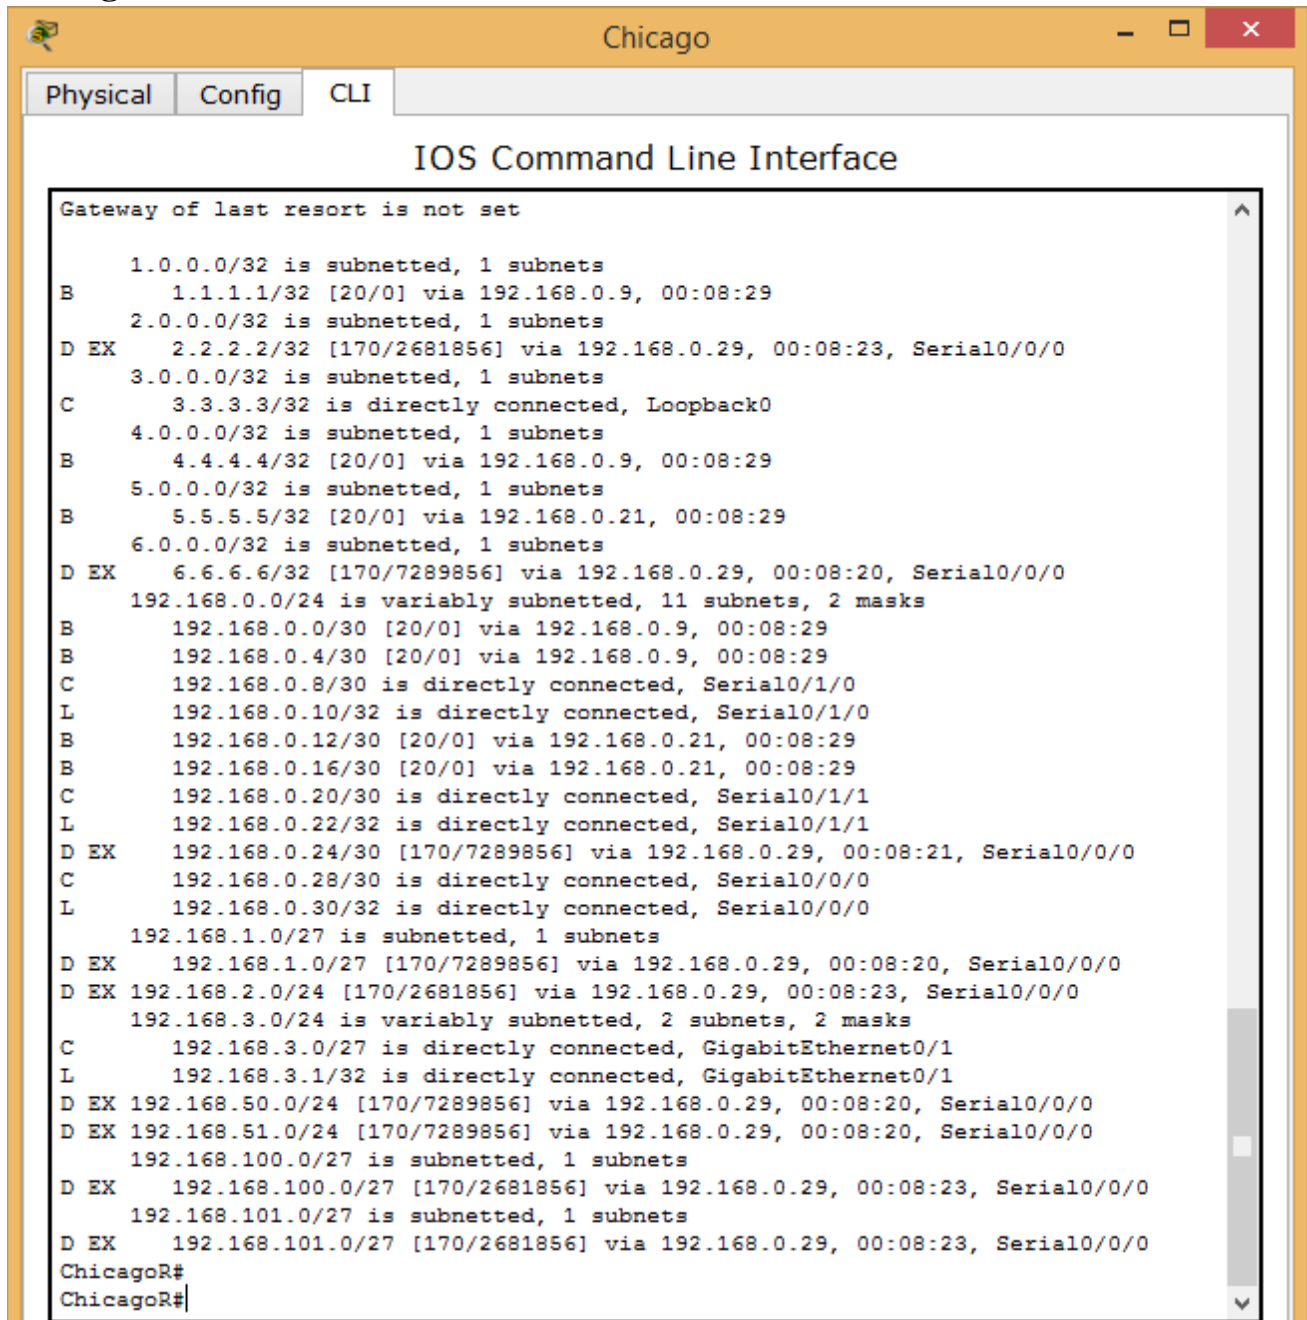 Chicago
Physical Config CLI
IOS Command Line Interface
Gateway of last resort is not set
1.0.0.0/32 is subnetted, 1 subnets
B 1.1.1.1/32 [20/0] via 192.168.0.9, 00:08:29
2.0.0.0/32 is subnetted, 1 subnets
D EX 2.2.2.2/32 [170/2681856] via 192.168.0.29, 00:08:23, Serial0/0/0
3.0.0.0/32 is subnetted, 1 subnets
C 3.3.3.3/32 is directly connected, Loopback0
4.0.0.0/32 is subnetted, 1 subnets
B 4.4.4.4/32 [20/0] via 192.168.0.9, 00:08:29
5.0.0.0/32 is subnetted, 1 subnets
B 5.5.5.5/32 [20/0] via 192.168.0.21, 00:08:29
6.0.0.0/32 is subnetted, 1 subnets
D EX 6.6.6.6/32 [170/7289856] via 192.168.0.29, 00:08:20, Serial0/0/0
192.168.0.0/24 is variably subnetted, 11 subnets, 2 masks
B 192.168.0.0/30 [20/0] via 192.168.0.9, 00:08:29
B 192.168.0.4/30 [20/0] via 192.168.0.9, 00:08:29
C 192.168.0.8/30 is directly connected, Serial0/1/0
L 192.168.0.10/32 is directly connected, Serial0/1/0
B 192.168.0.12/30 [20/0] via 192.168.0.21, 00:08:29
B 192.168.0.16/30 [20/0] via 192.168.0.21, 00:08:29
C 192.168.0.20/30 is directly connected, Serial0/1/1
L 192.168.0.22/32 is directly connected, Serial0/1/1
D EX 192.168.0.24/30 [170/7289856] via 192.168.0.29, 00:08:21, Serial0/0/0
C 192.168.0.28/30 is directly connected, Serial0/0/0
L 192.168.0.30/32 is directly connected, Serial0/0/0
192.168.1.0/27 is subnetted, 1 subnets
D EX 192.168.1.0/27 [170/7289856] via 192.168.0.29, 00:08:20, Serial0/0/0
D EX 192.168.2.0/24 [170/2681856] via 192.168.0.29, 00:08:23, Serial0/0/0
192.168.3.0/24 is variably subnetted, 2 subnets, 2 masks
C 192.168.3.0/27 is directly connected, GigabitEthernet0/1
L 192.168.3.1/32 is directly connected, GigabitEthernet0/1
D EX 192.168.50.0/24 [170/7289856] via 192.168.0.29, 00:08:20, Serial0/0/0
D EX 192.168.51.0/24 [170/7289856] via 192.168.0.29, 00:08:20, Serial0/0/0
192.168.100.0/27 is subnetted, 1 subnets
D EX 192.168.100.0/27 [170/2681856] via 192.168.0.29, 00:08:23, Serial0/0/0
192.168.101.0/27 is subnetted, 1 subnets
D EX 192.168.101.0/27 [170/2681856] via 192.168.0.29, 00:08:23, Serial0/0/0
ChicagoR#
ChicagoR#